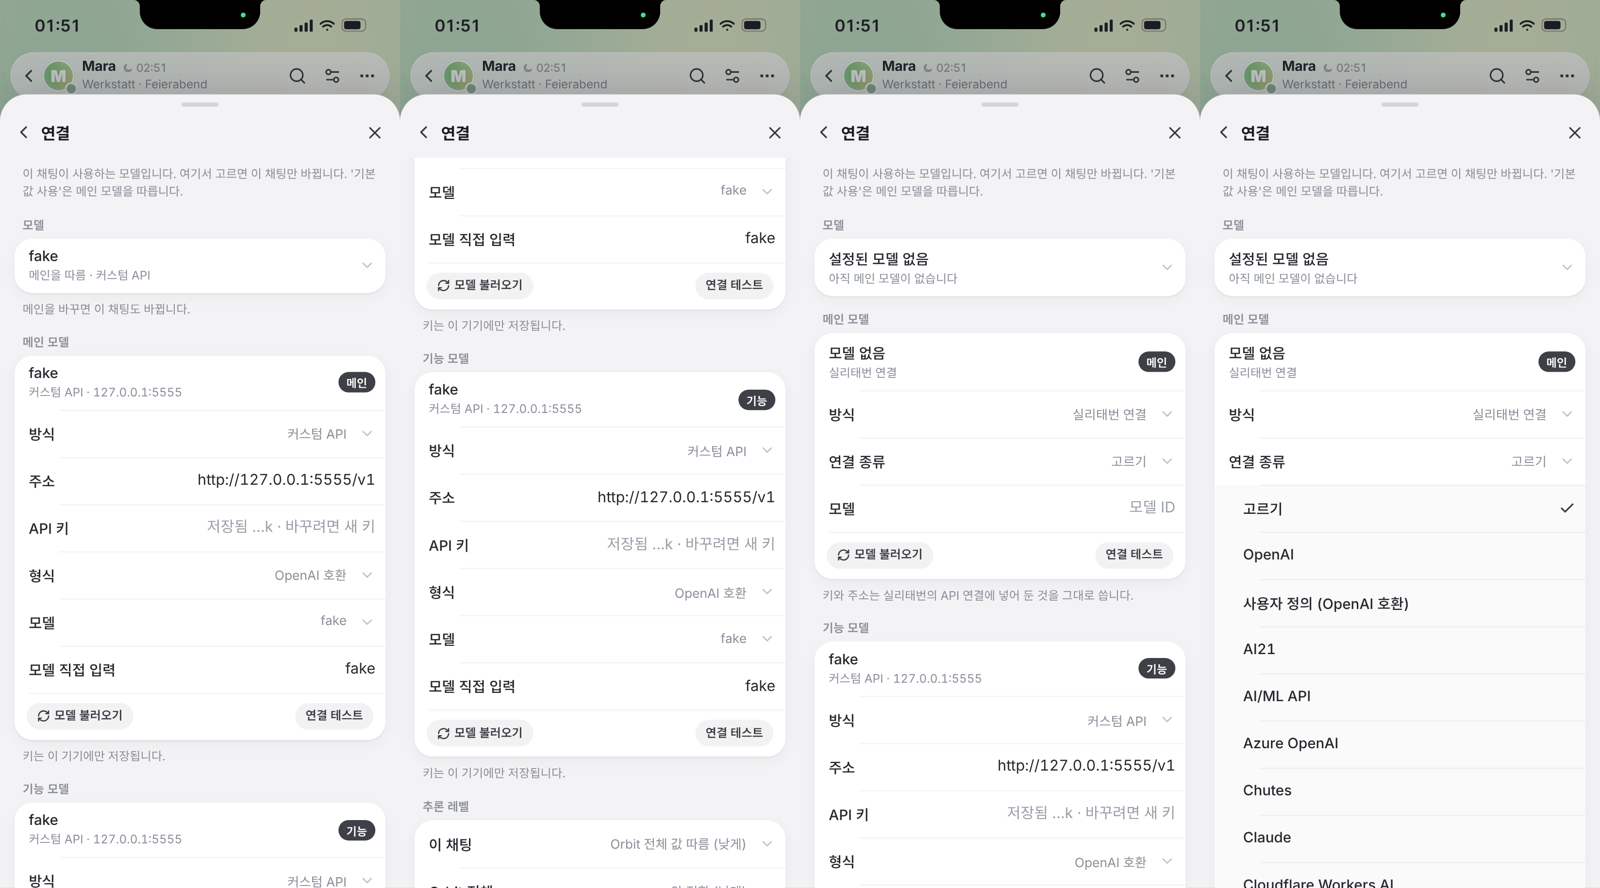 01:51
M
Mara 02:51
Werkstatt · Feierabend
연결
이 채팅이 사용하는 모델입니다. 여기서 고르면 이 채팅만 바뀝니다. '기본
값 사용'은 메인 모델을 따릅니다.
모델
fake
메인을 따름 · 커스텀 API
메인을 바꾸면 이 채팅도 바뀝니다.
메인 모델
fake
커스텀 API · 127.0.0.1:5555
메인
방식 커스텀 API
주소 http://127.0.0.1:5555/v1
API 키 저장됨 ...k · 바꾸려면 새 키
형식 OpenAI 호환
모델 fake
모델 직접 입력 fake
모델 불러오기 연결 테스트
키는 이 기기에만 저장됩니다.
기능 모델
fake
커스텀 API · 127.0.0.1:5555
기능
방식 커스텀 API
01:51
M
Mara 02:51
Werkstatt · Feierabend
연결
모델 fake
모델 직접 입력 fake
모델 불러오기 연결 테스트
키는 이 기기에만 저장됩니다.
기능 모델
fake
커스텀 API · 127.0.0.1:5555
기능
방식 커스텀 API
주소 http://127.0.0.1:5555/v1
API 키 저장됨 ...k · 바꾸려면 새 키
형식 OpenAI 호환
모델 fake
모델 직접 입력 fake
모델 불러오기 연결 테스트
키는 이 기기에만 저장됩니다.
추론 레벨
이 채팅 Orbit 전체 값 따름 (낮게)
01:51
M
Mara 02:51
Werkstatt · Feierabend
연결
이 채팅이 사용하는 모델입니다. 여기서 고르면 이 채팅만 바뀝니다. '기본
값 사용'은 메인 모델을 따릅니다.
모델
설정된 모델 없음
아직 메인 모델이 없습니다
메인 모델
모델 없음
실리태번 연결
메인
방식 실리태번 연결
연결 종류 고르기
모델 모델 ID
모델 불러오기 연결 테스트
키와 주소는 실리태번의 API 연결에 넣어 둔 것을 그대로 씁니다.
기능 모델
fake
커스텀 API · 127.0.0.1:5555
기능
방식 커스텀 API
주소 http://127.0.0.1:5555/v1
API 키 저장됨 ...k · 바꾸려면 새 키
형식 OpenAI 호환
01:51
M
Mara 02:51
Werkstatt · Feierabend
연결
이 채팅이 사용하는 모델입니다. 여기서 고르면 이 채팅만 바뀝니다. '기본
값 사용'은 메인 모델을 따릅니다.
모델
설정된 모델 없음
아직 메인 모델이 없습니다
메인 모델
모델 없음
실리태번 연결
메인
방식 실리태번 연결
연결 종류 고르기
고르기
OpenAI
사용자 정의 (OpenAI 호환)
AI21
AI/ML API
Azure OpenAI
Chutes
Claude
Cloudflare Workers AI